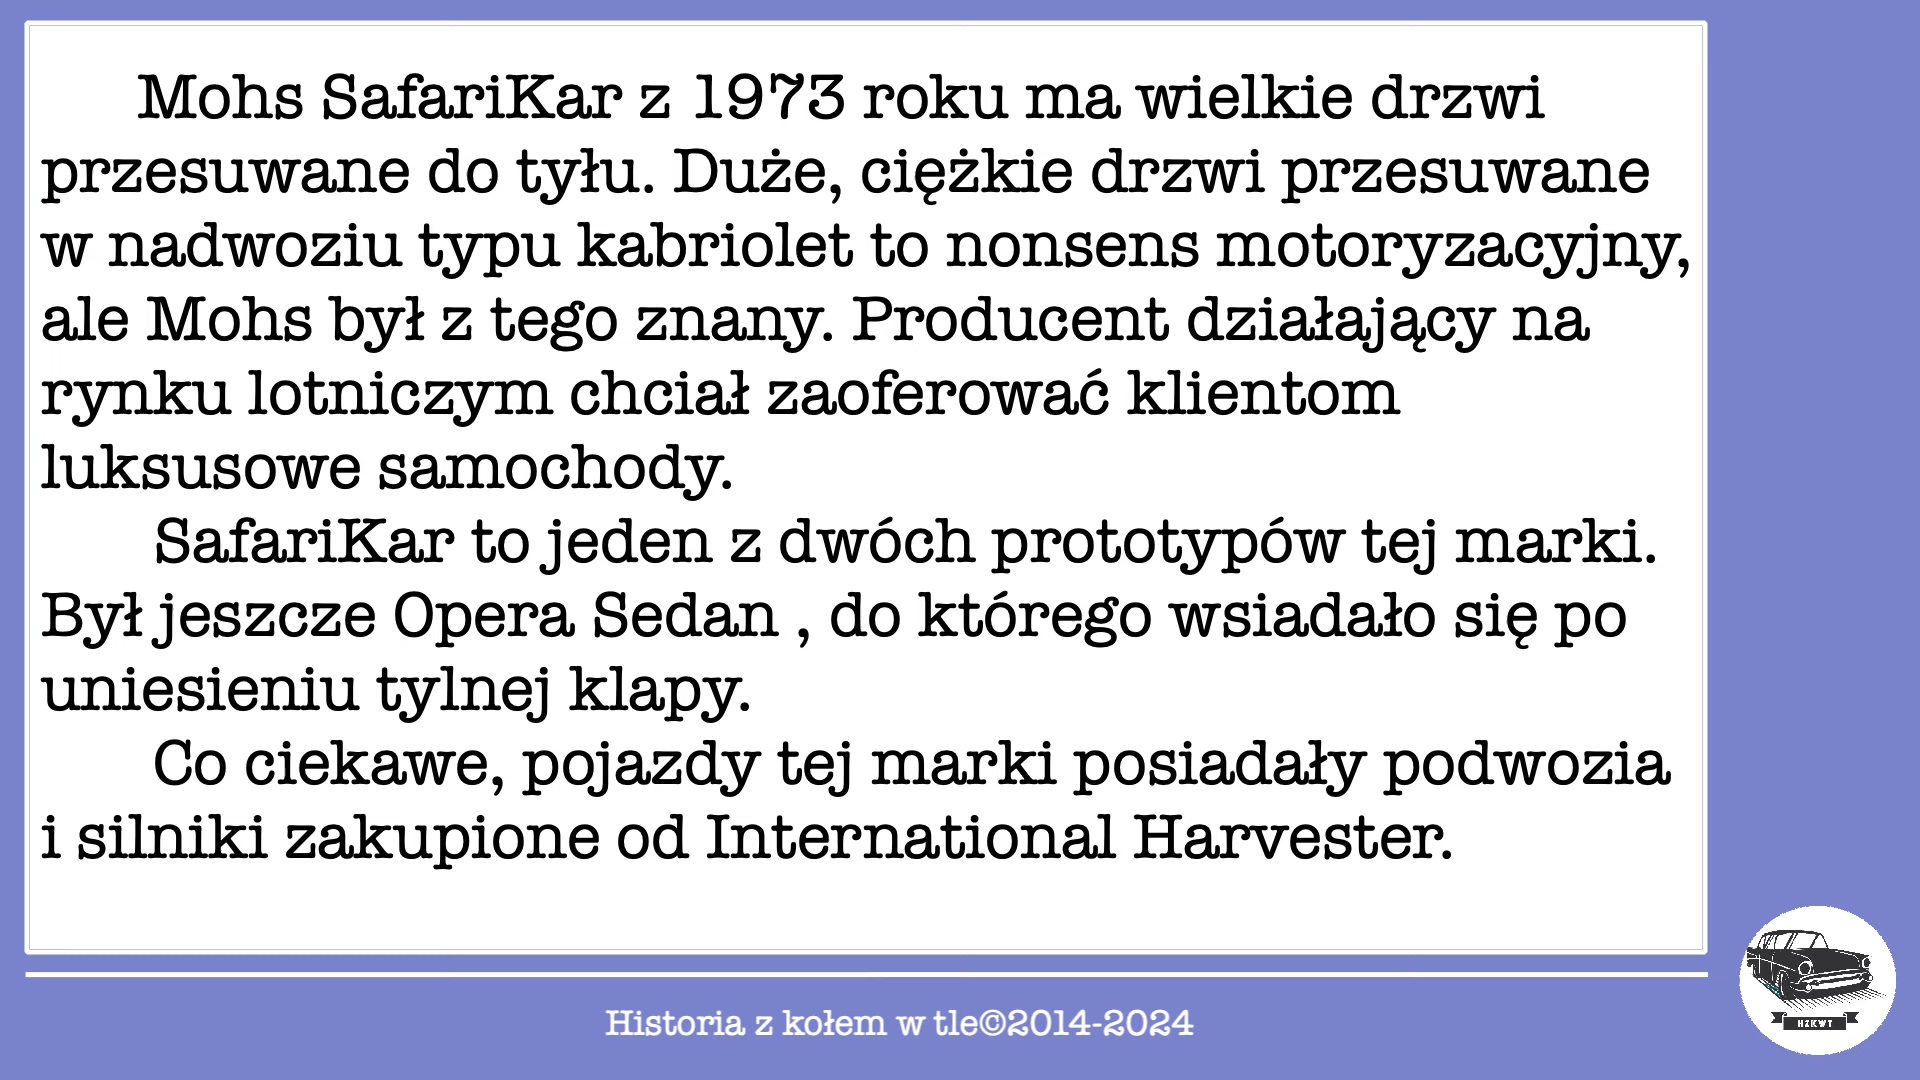 Mohs SafariKar z 1973 roku ma wielkie drzwi
przesuwane do tyłu. Duże, ciężkie drzwi przesuwane
w nadwoziu typu kabriolet to nonsens motoryzacyjny,
ale Mohs był z tego znany. Producent działający na
rynku lotniczym chciał zaoferować klientom
luksusowe samochody.
SafariKar to jeden z dwóch prototypów tej marki.
Był jeszcze Opera Sedan , do którego wsiadało się po
uniesieniu tylnej klapy.
Co ciekawe, pojazdy tej marki posiadały podwozia
i silniki zakupione od International Harvester.
Historia z kołem w tle©2014-2024
HZKWT